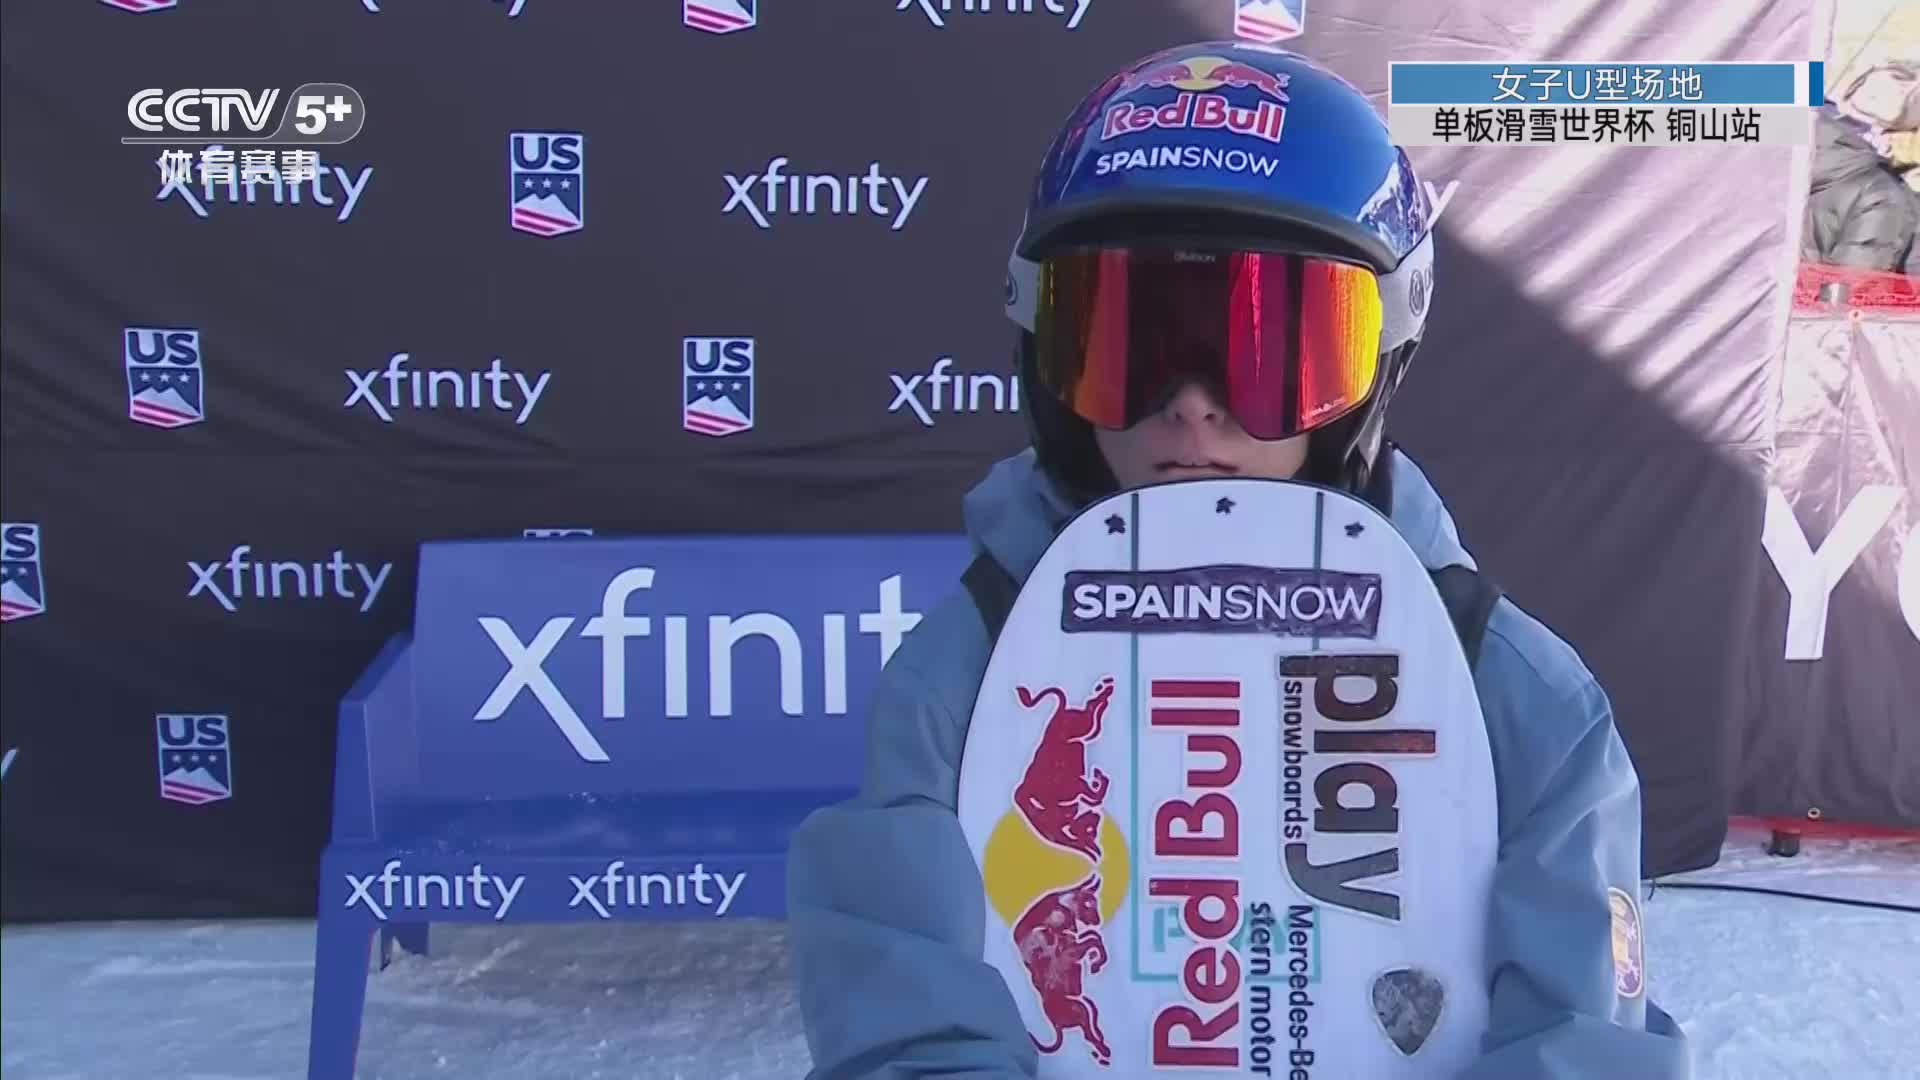 xfinity
xfinity
CCTV 5+
体育赛事
女子U型场地
单板滑雪世界杯 铜山站
Red Bull
SPAINSNOW
US
xfinity
xfinity
US
xfinity
US
xfini
xfinity
US
xfinit
SPAINSNOW
play
snowboards
Red Bull
Mercedes-Be
stern motor
xfinity xfinity